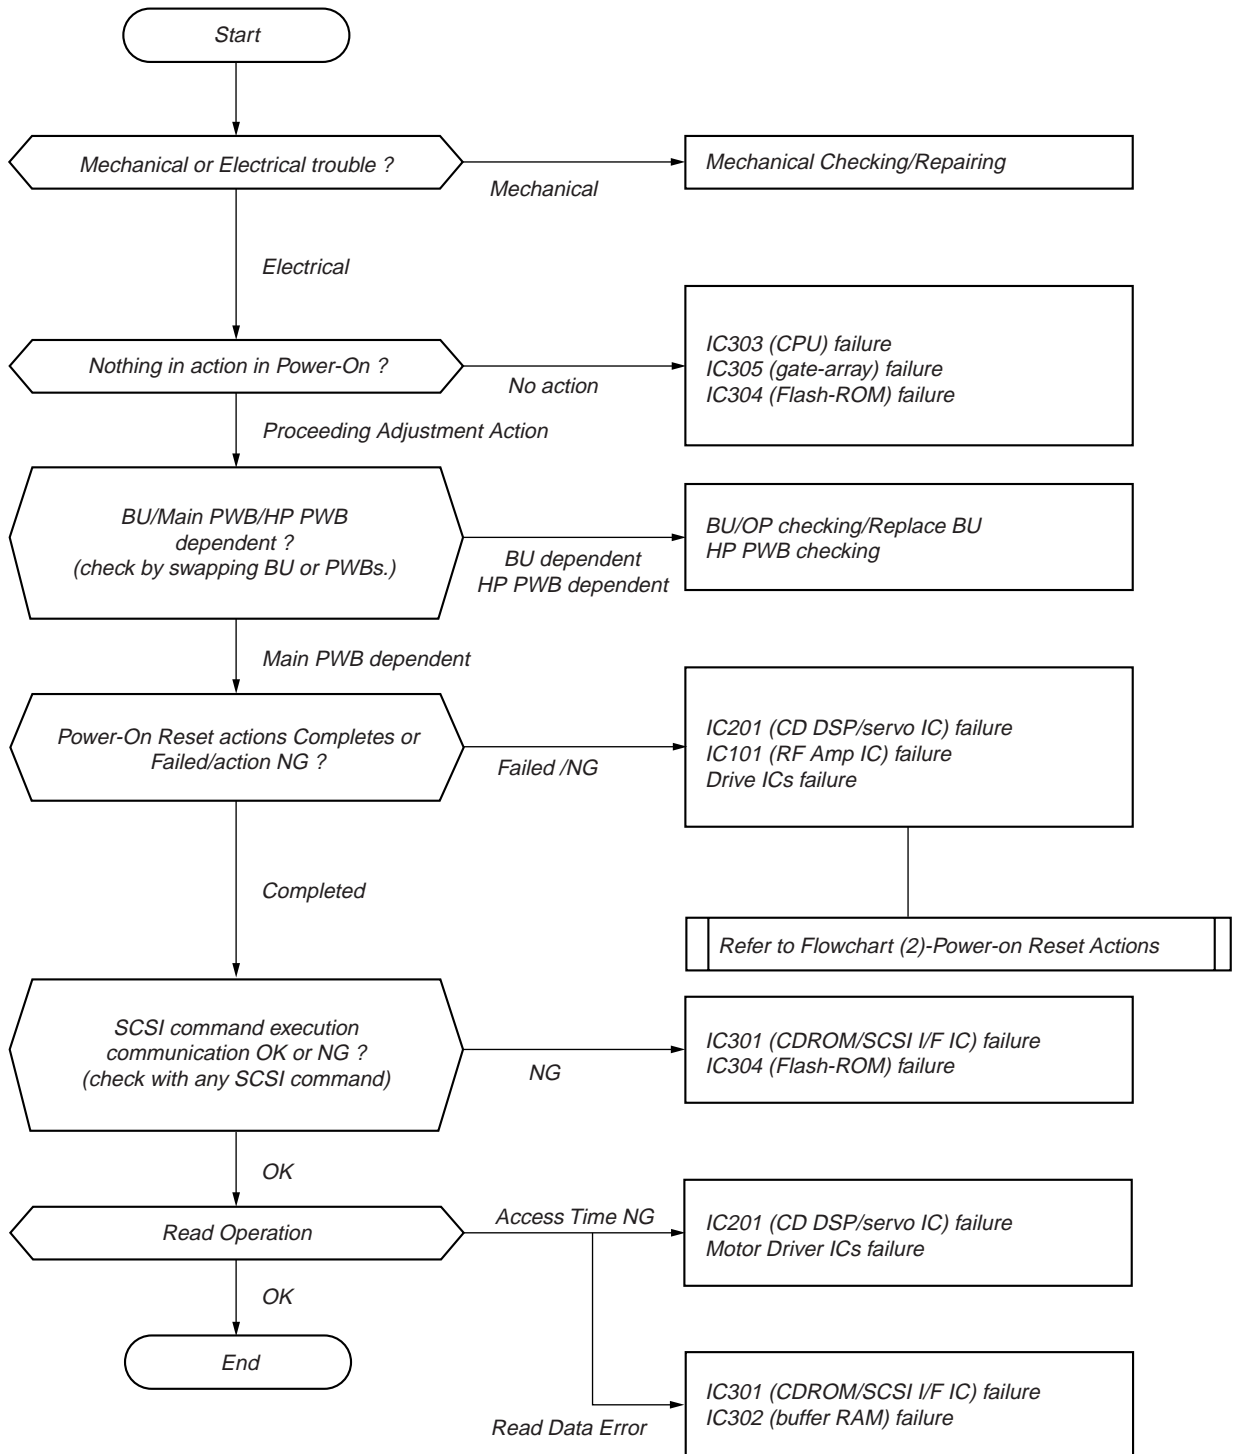 Start
Mechanical or Electrical trouble ?
Mechanical
Mechanical Checking/Repairing
Electrical
Nothing in action in Power-On ?
No action
IC303 (CPU) failure
IC305 (gate-array) failure
IC304 (Flash-ROM) failure
Proceeding Adjustment Action
BU/Main PWB/HP PWB
dependent ?
(check by swapping BU or PWBs.)
BU dependent
HP PWB dependent
BU/OP checking/Replace BU
HP PWB checking
Main PWB dependent
Power-On Reset actions Completes or
Failed/action NG ?
Failed /NG
IC201 (CD DSP/servo IC) failure
IC101 (RF Amp IC) failure
Drive ICs failure
Completed
Refer to Flowchart (2)-Power-on Reset Actions
SCSI command execution
communication OK or NG ?
(check with any SCSI command)
NG
IC301 (CDROM/SCSI I/F IC) failure
IC304 (Flash-ROM) failure
OK
Read Operation
Access Time NG
IC201 (CD DSP/servo IC) failure
Motor Driver ICs failure
OK
End
Read Data Error
IC301 (CDROM/SCSI I/F IC) failure
IC302 (buffer RAM) failure